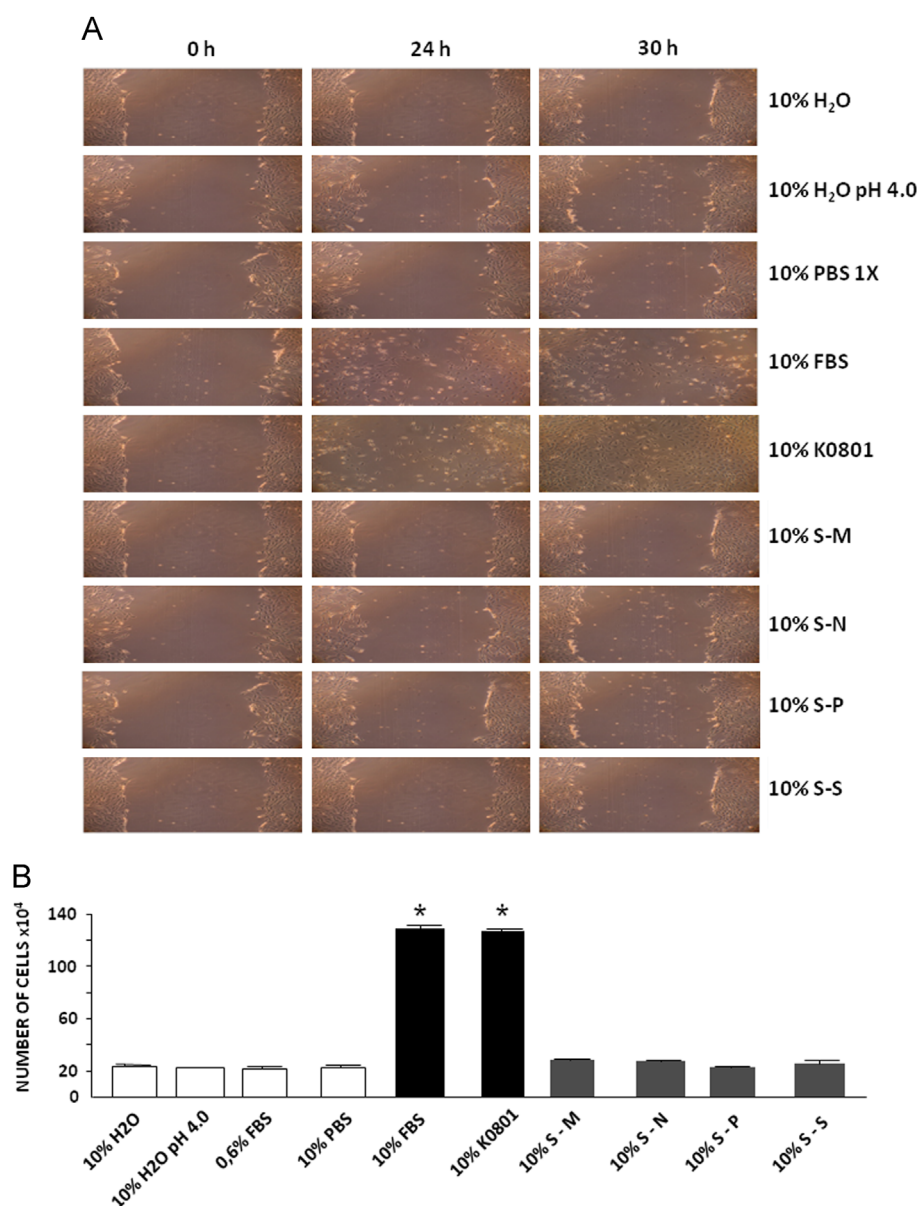 A
0 h 24 h 30 h
10% H₂O
10% H₂O pH 4.0
10% PBS 1X
10% FBS
10% K0801
10% S-M
10% S-N
10% S-P
10% S-S
B
NUMBER OF CELLS x10⁴
140
100
60
20
0
* *
10% H2O
10% H2O pH 4.0
0,6% FBS
10% PBS
10% FBS
10% K0801
10% S - M
10% S - N
10% S - P
10% S - S